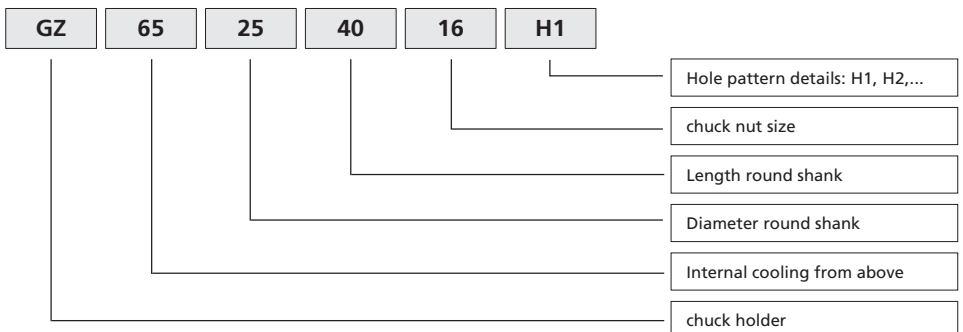 GZ 65 25 40 16 H1
Hole pattern details: H1, H2,...
chuck nut size
Length round shank
Diameter round shank
Internal cooling from above
chuck holder